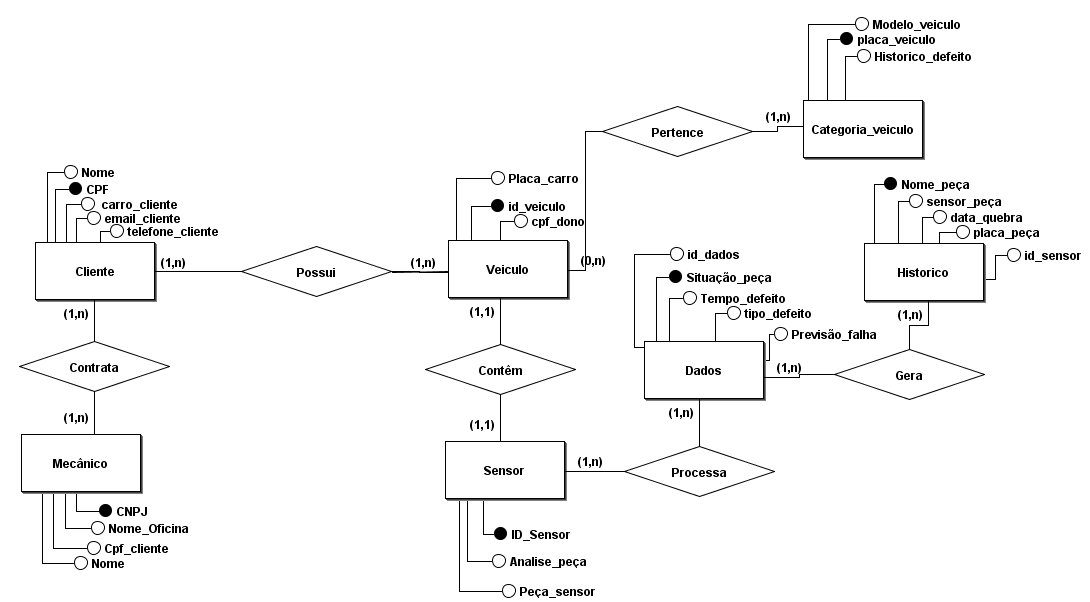 Modelo_veiculo
placa_veiculo
Historico_defeito
Categoria_veiculo
(1,n)
Pertence
Nome
CPF
carro_cliente
email_cliente
telefone_cliente
Cliente
(1,n)
Possui
(1,n)
Placa_carro
id_veiculo
cpf_dono
Veiculo
(0,n)
Nome_peça
sensor_peça
data_quebra
placa_peça
id_sensor
Historico
(1,n)
id_dados
Situação_peça
Tempo_defeito
tipo_defeito
Previsão_falha
Dados
(1,n)
Gera
(1,n)
Contrata
(1,n)
Mecânico
CNPJ
Nome_Oficina
Cpf_cliente
Nome
(1,1)
Contém
(1,1)
Sensor
(1,n)
Processa
(1,n)
ID_Sensor
Analise_peça
Peça_sensor